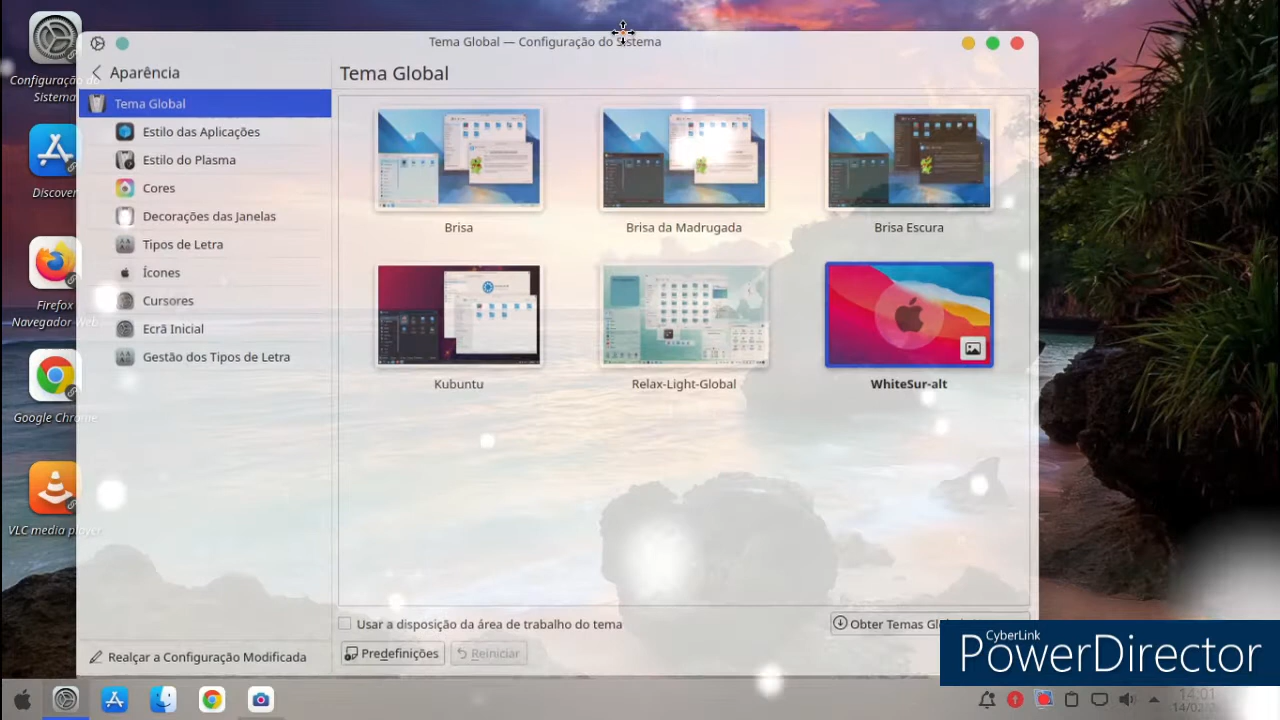 Tema Global — Configuração do Sistema
Configuração do
Sistema
Discover
Firefox
Navegador Web
Google Chrome
VLC media player
Aparência
Tema Global
Estilo das Aplicações
Estilo do Plasma
Cores
Decorações das Janelas
Tipos de Letra
Ícones
Cursores
Ecrã Inicial
Gestão dos Tipos de Letra
Realçar a Configuração Modificada
Tema Global
Brisa
Brisa da Madrugada
Brisa Escura
Kubuntu
Relax-Light-Global
WhiteSur-alt
Usar a disposição da área de trabalho do tema
Obter Temas
Predefinições
Reiniciar
CyberLink
PowerDirector
14:01